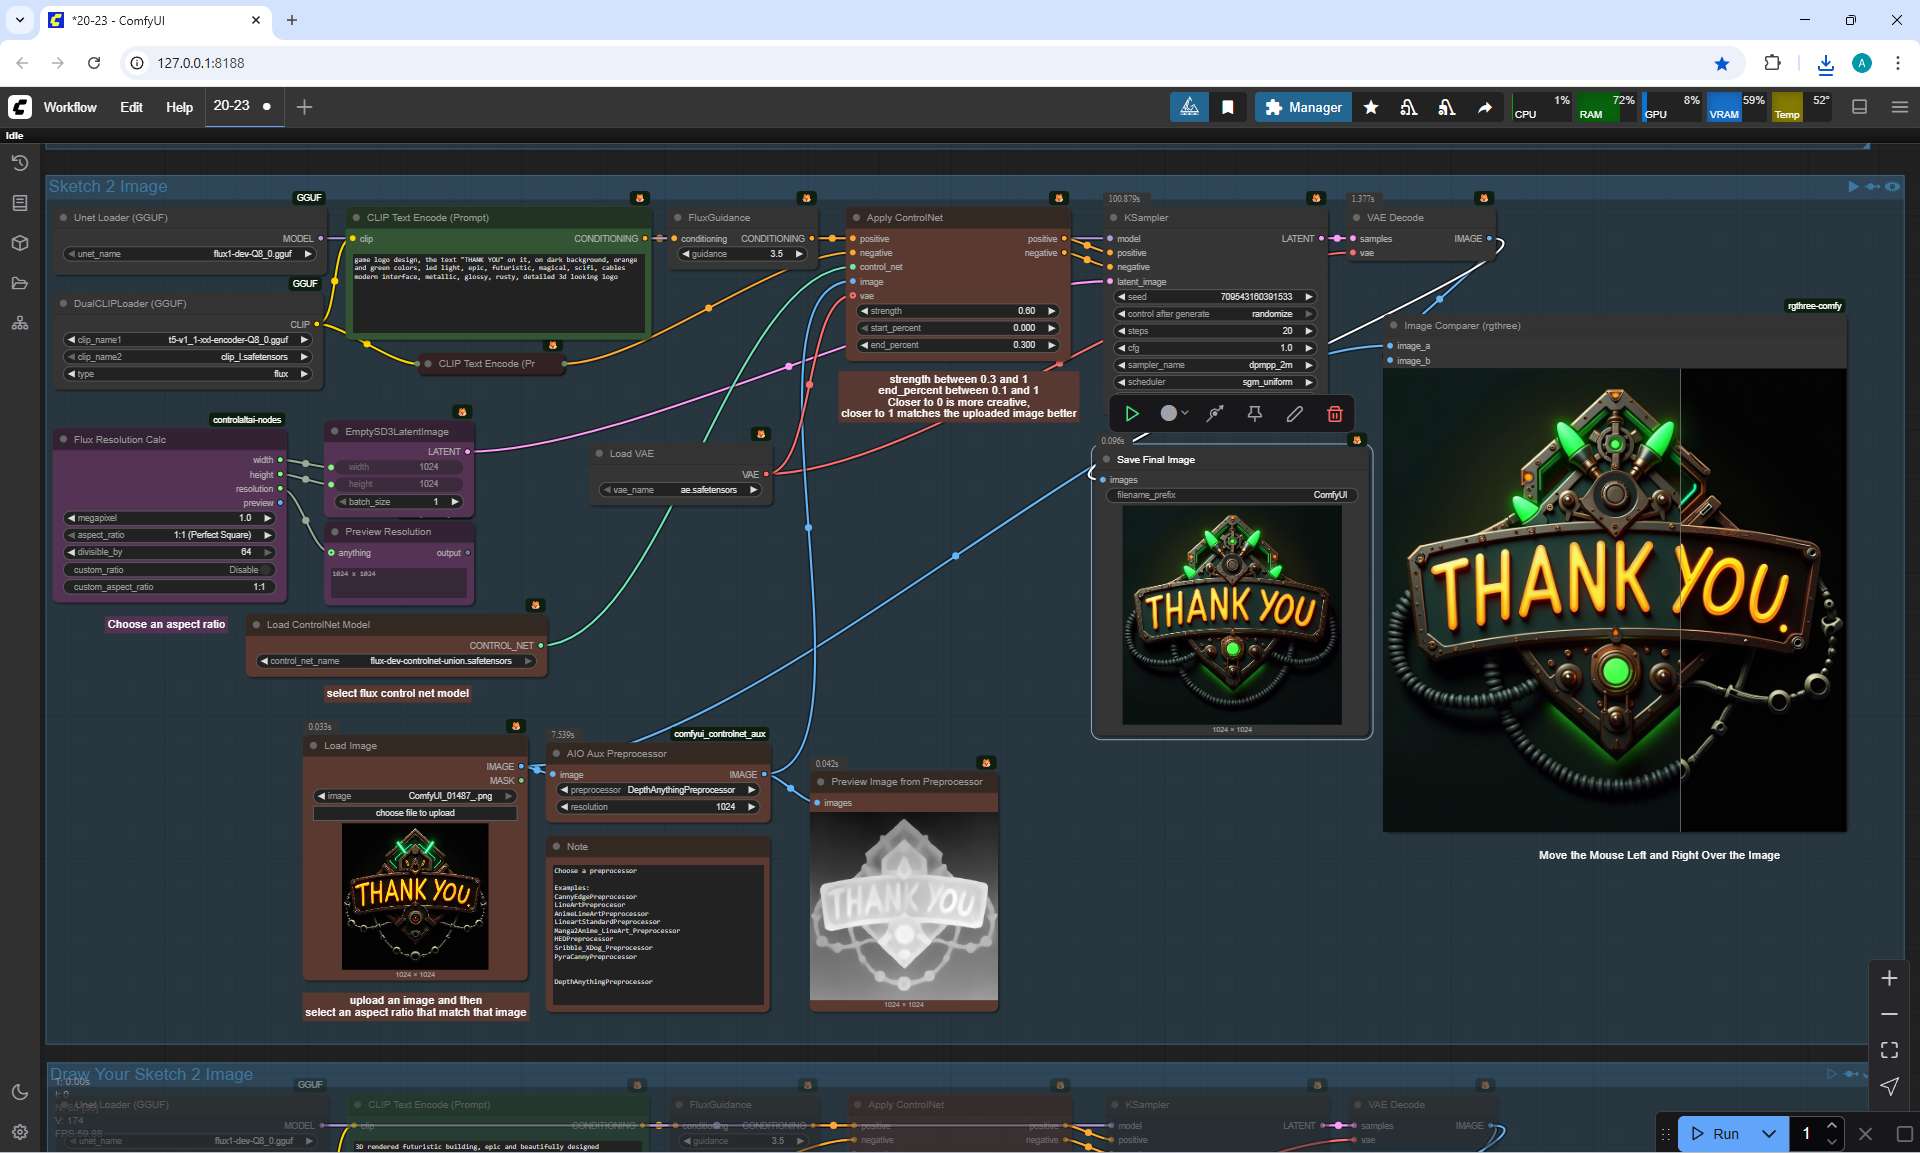 *20-23 - ComfyUI
127.0.0.1:8188
A
Workflow
Edit
Help
20-23
Manager
1%
CPU
72%
RAM
8%
GPU
59%
VRAM
52°
Temp
Idle
Sketch 2 Image
GGUF
Unet Loader (GGUF)
MODEL
unet_name
flux1-dev-Q8_0.gguf
GGUF
DualCLIPLoader (GGUF)
CLIP
clip_name1
t5-v1_1-xxl-encoder-Q8_0.gguf
clip_name2
clip_l.safetensors
type
flux
CLIP Text Encode (Prompt)
clip
CONDITIONING
game logo design, the text "THANK YOU" on it, on dark background, orange
and green colors, led light, epic, futuristic, magical, scifi, cables
modern interface, metallic, glossy, rusty, detailed 3d looking logo
CLIP Text Encode (Pr
FluxGuidance
conditioning
CONDITIONING
guidance
3.5
Apply ControlNet
positive
positive
negative
negative
control_net
image
vae
strength
0.60
start_percent
0.000
end_percent
0.300
strength between 0.3 and 1
end_percent between 0.1 and 1
Closer to 0 is more creative,
closer to 1 matches the uploaded image better
100.879s
KSampler
model
LATENT
positive
negative
latent_image
seed
709543160391533
control after generate
randomize
steps
20
cfg
1.0
sampler_name
dpmpp_2m
scheduler
sgm_uniform
1.377s
VAE Decode
samples
IMAGE
vae
rgthree-comfy
Image Comparer (rgthree)
image_a
image_b
THANK YOU.
Move the Mouse Left and Right Over the Image
controlaltai-nodes
Flux Resolution Calc
width
height
resolution
preview
megapixel
1.0
aspect_ratio
1:1 (Perfect Square)
divisible_by
64
custom_ratio
Disable
custom_aspect_ratio
1:1
Choose an aspect ratio
EmptySD3LatentImage
LATENT
width
1024
height
1024
batch_size
1
Preview Resolution
anything
output
1024 x 1024
Load VAE
VAE
vae_name
ae.safetensors
Load ControlNet Model
CONTROL_NET
control_net_name
flux-dev-controlnet-union.safetensors
select flux control net model
0.096s
Save Final Image
images
filename_prefix
ComfyUI
THANK YOU
1024 × 1024
0.033s
Load Image
IMAGE
MASK
image
ComfyUI_01487_.png
choose file to upload
THANK YOU.
1024 × 1024
upload an image and then
select an aspect ratio that match that image
7.539s
comfyui_controlnet_aux
AIO Aux Preprocessor
image
IMAGE
preprocessor
DepthAnythingPreprocessor
resolution
1024
Note
Choose a preprocessor
Examples:
CannyEdgePreprocessor
LineArtPreprocesor
AnimeLineArtPreprocessor
LineartStandardPreprocessor
Manga2Anime_LineArt_Preprocessor
HEDPreprocessor
Sribble_XDog_Preprocessor
PyraCannyPreprocessor
DepthAnythingPreprocessor
0.042s
Preview Image from Preprocessor
images
THANK YOU
1024 × 1024
Draw Your Sketch 2 Image
T: 0.00s
I: 0
V: 174
GGUF
Unet Loader (GGUF)
MODEL
unet_name
flux1-dev-Q8_0.gguf
CLIP Text Encode (Prompt)
clip
CONDITIONING
3D rendered futuristic building, epic and beautifully designed
FluxGuidance
conditioning
CONDITIONING
guidance
3.5
Apply ControlNet
positive
positive
negative
negative
KSampler
model
LATENT
positive
VAE Decode
samples
IMAGE
vae
Run
1